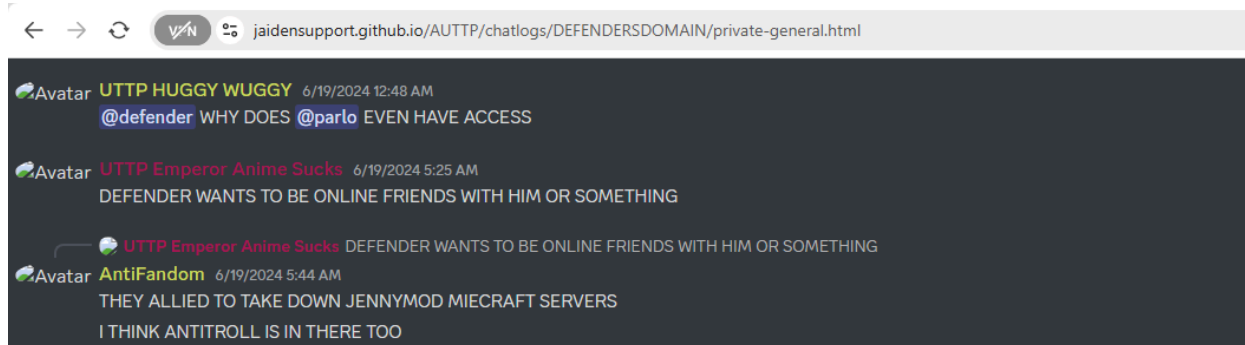 VPN jaidensupport.github.io/AUTTP/chatlogs/DEFENDERSDOMAIN/private-general.html
Avatar UTTP HUGGY WUGGY 6/19/2024 12:48 AM
@defender WHY DOES @parlo EVEN HAVE ACCESS
Avatar UTTP Emperor Anime Sucks 6/19/2024 5:25 AM
DEFENDER WANTS TO BE ONLINE FRIENDS WITH HIM OR SOMETHING
UTTP Emperor Anime Sucks DEFENDER WANTS TO BE ONLINE FRIENDS WITH HIM OR SOMETHING
Avatar AntiFandom 6/19/2024 5:44 AM
THEY ALLIED TO TAKE DOWN JENNYMOD MIECRAFT SERVERS
I THINK ANTITROLL IS IN THERE TOO